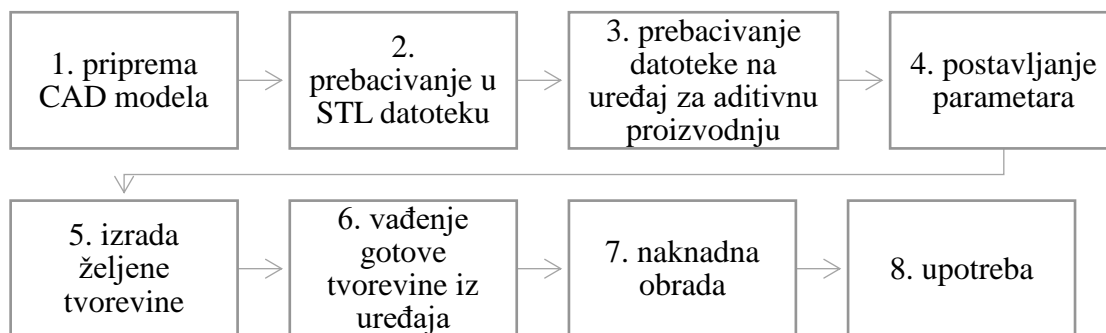 1. priprema
CAD modela
2.
prebacivanje u
STL datoteku
3. prebacivanje
datoteke na
uređaj za aditivnu
proizvodnju
4. postavljanje
parametara
5. izrada
željene
tvorevine
6. vađenje
gotove
tvorevine iz
uređaja
7. naknadna
obrada
8. upotreba